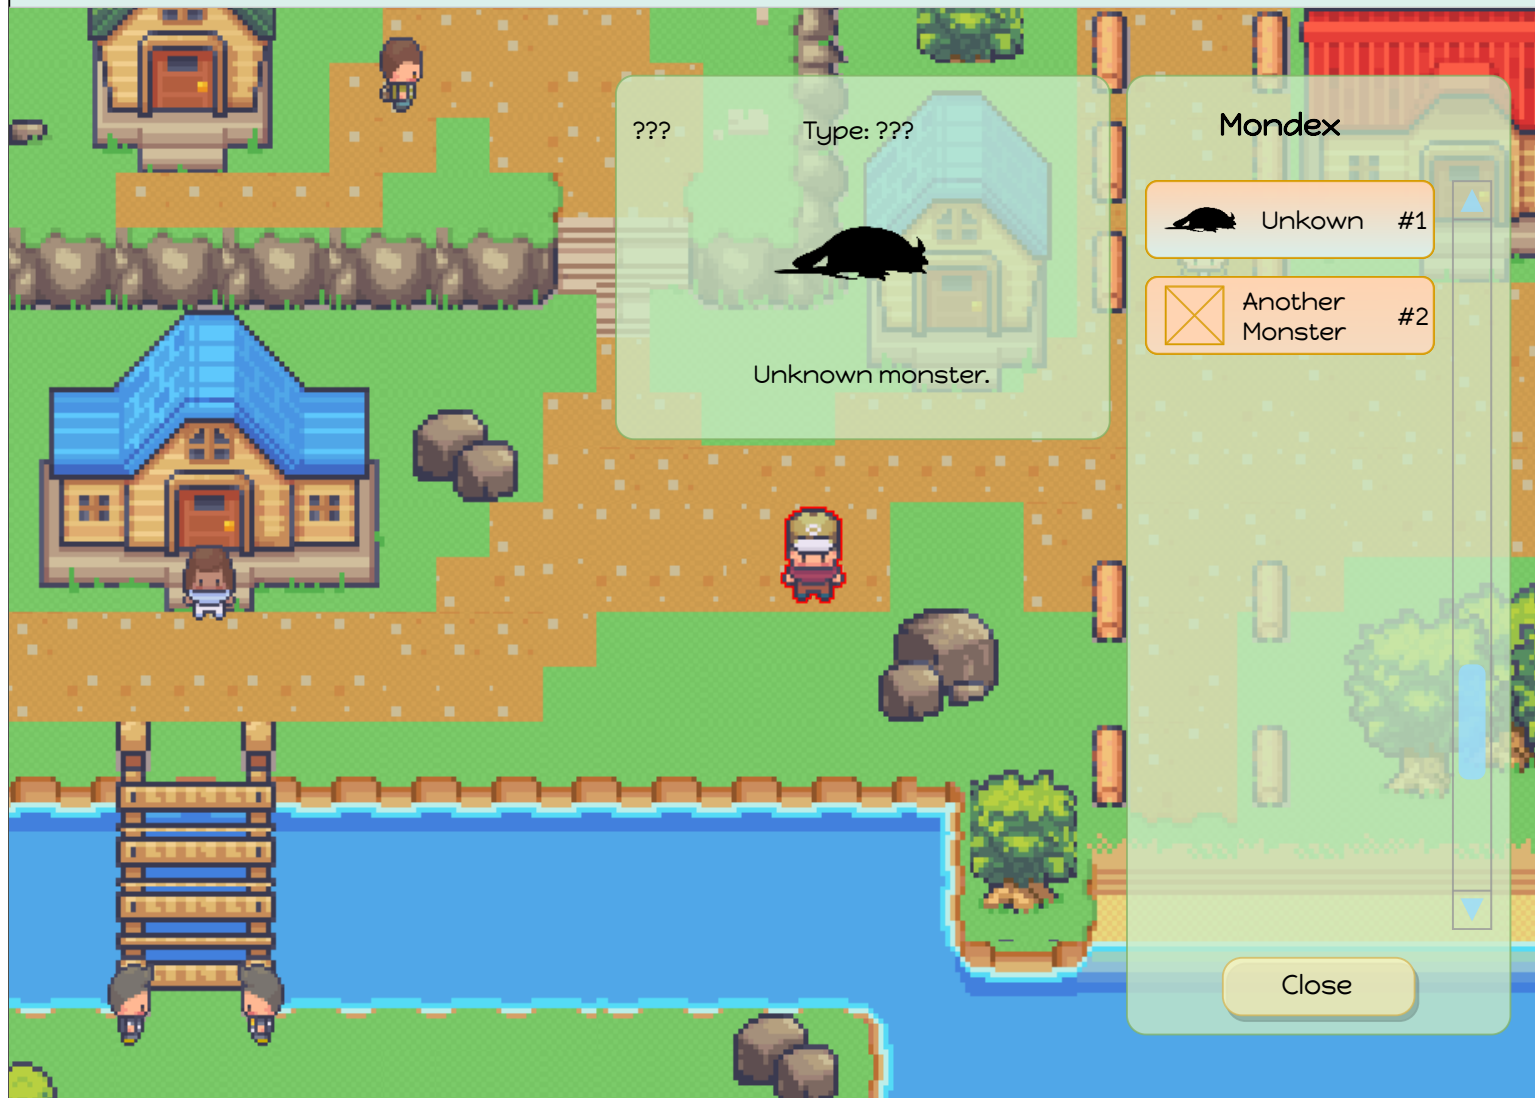 ??? Type: ???
Unknown monster.
Mondex
Unkown #1
Another
Monster #2
Close